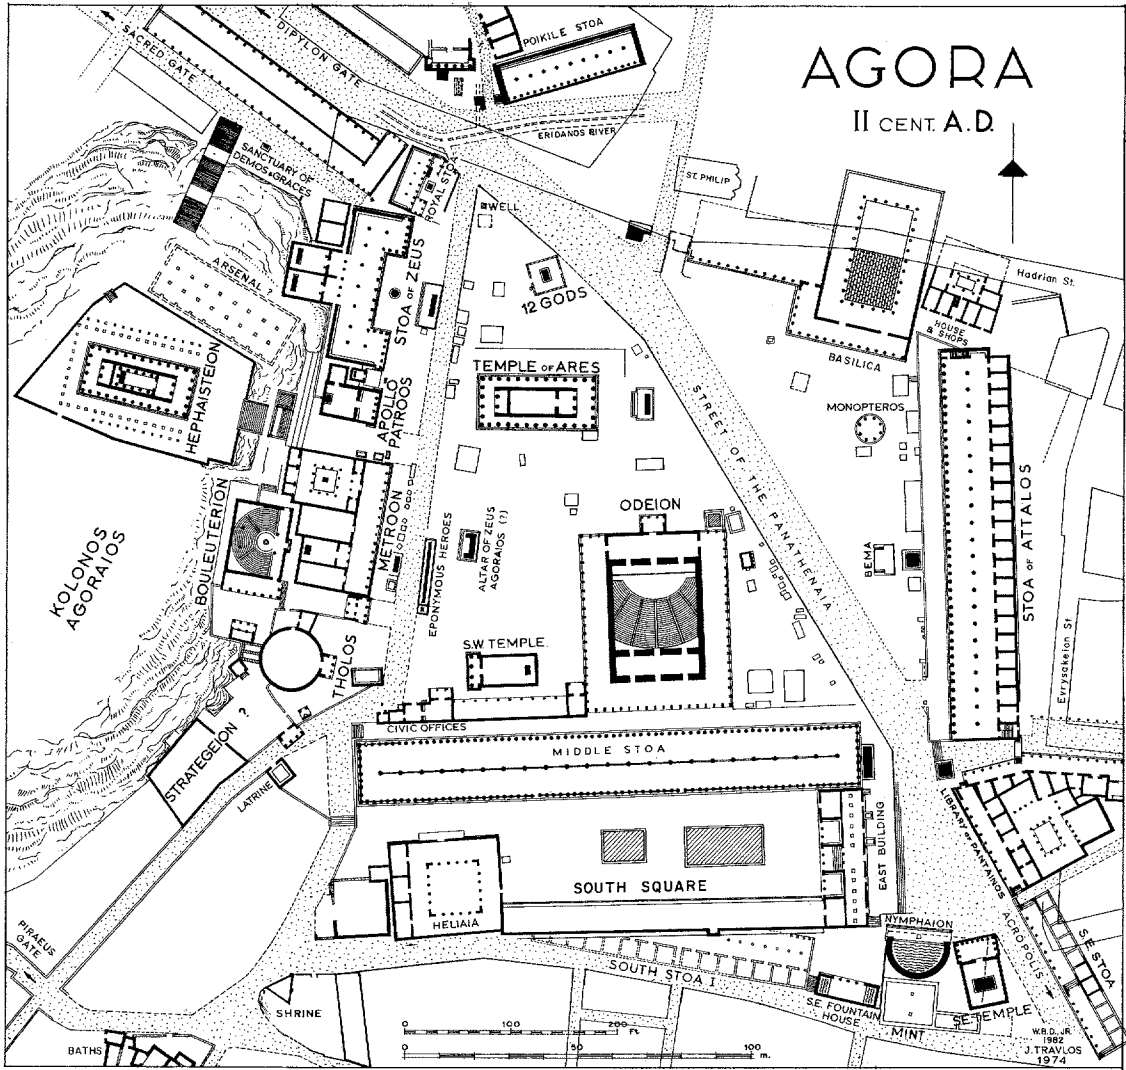 AGORA
II CENT. A.D.
SACRED GATE
DIPYLON GATE
POIKILE STOA
ERIDANOS RIVER
SANCTUARY OF
DEMOS & GRACES
ROYAL STOA
WELL
ST. PHILIP
Hadrian St.
ARSENAL
STOA OF ZEUS
12 GODS
HOUSE
& SHOPS
BASILICA
HEPHAISTEION
TEMPLE OF ARES
APOLLO
PATROOS
STREET OF THE PANATHENAIA
MONOPTEROS
STOA OF ATTALOS
KOLONOS
AGORAIOS
BOULEUTERION
METROON
EPONYMOUS HEROES
ALTAR OF ZEUS
AGORAIOS (?)
ODEION
BEMA
Evryskeion St.
THOLOS
S.W. TEMPLE
STRATEGEION ?
CIVIC OFFICES
MIDDLE STOA
LATRINE
LIBRARY OF PANTAINOS
EAST BUILDING
SOUTH SQUARE
HELIAIA
NYMPHAION
PIRAEUS
GATE
ACROPOLIS
S.E. STOA
SOUTH STOA I
S.E. FOUNTAIN
HOUSE
MINT
S.E. TEMPLE
SHRINE
BATHS
0 100 200 Ft.
0 50 100 m.
W.B.D. JR.
1982
J. TRAVLOS
1974